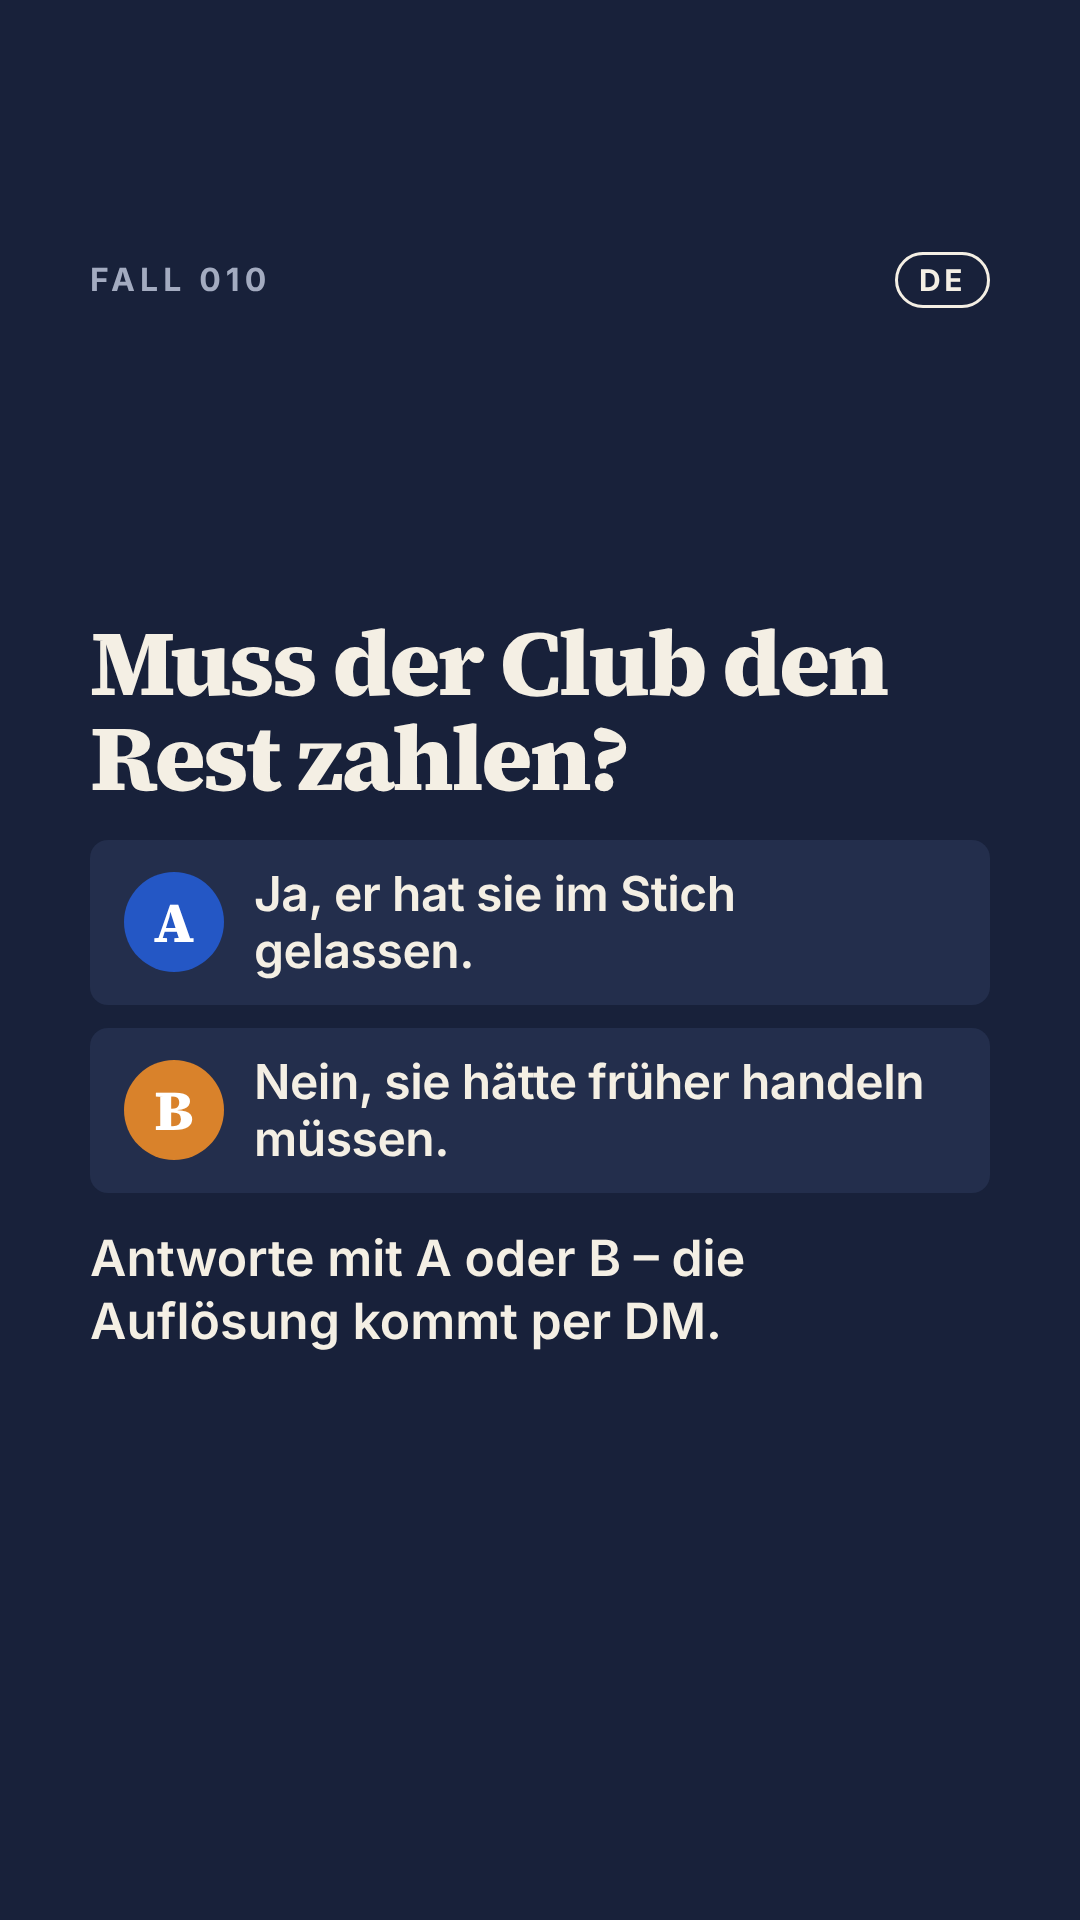 FALL 010
DE
Muss der Club den
Rest zahlen?
A
Ja, er hat sie im Stich
gelassen.
B
Nein, sie hätte früher handeln
müssen.
Antworte mit A oder B – die
Auflösung kommt per DM.